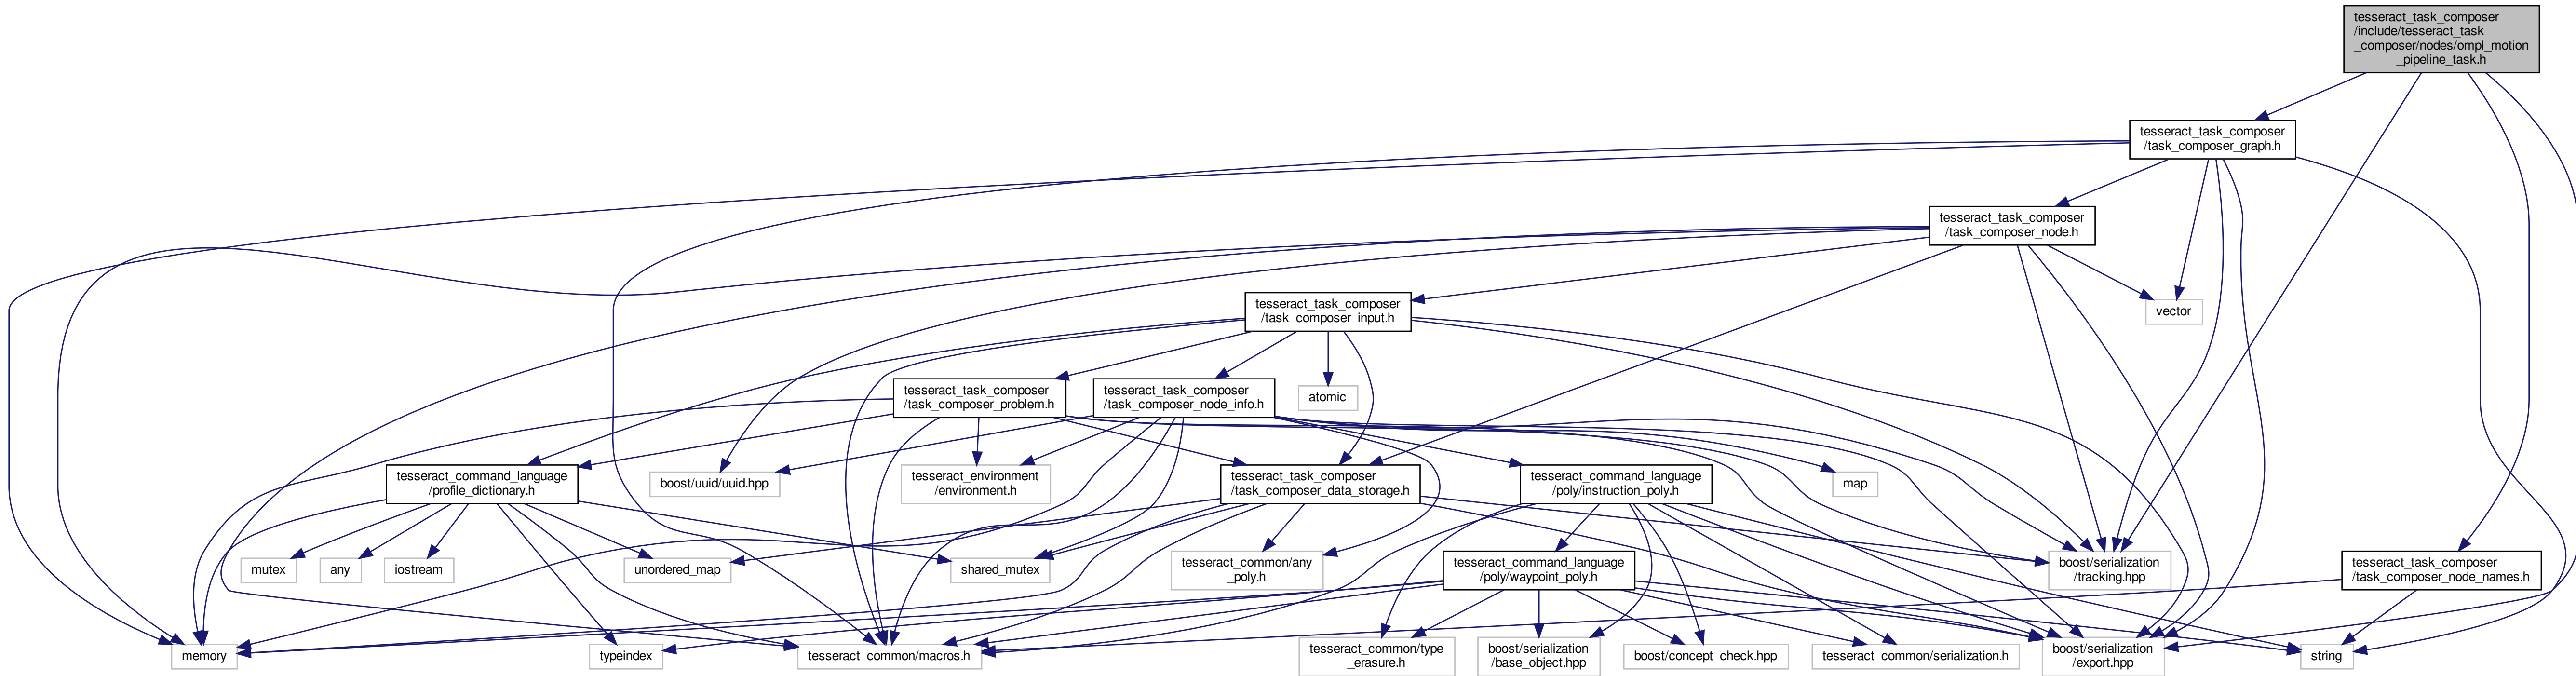 tesseract_task_composer
/include/tesseract_task
_composer/nodes/ompl_motion
_pipeline_task.h
tesseract_task_composer
/task_composer_graph.h
tesseract_task_composer
/task_composer_node.h
tesseract_task_composer
/task_composer_input.h
vector
tesseract_task_composer
/task_composer_problem.h
tesseract_task_composer
/task_composer_node_info.h
atomic
tesseract_command_language
/profile_dictionary.h
boost/uuid/uuid.hpp
tesseract_environment
/environment.h
tesseract_task_composer
/task_composer_data_storage.h
tesseract_command_language
/poly/instruction_poly.h
map
mutex
any
iostream
unordered_map
shared_mutex
tesseract_common/any
_poly.h
tesseract_command_language
/poly/waypoint_poly.h
boost/serialization
/tracking.hpp
tesseract_task_composer
/task_composer_node_names.h
memory
typeindex
tesseract_common/macros.h
tesseract_common/type
_erasure.h
boost/serialization
/base_object.hpp
boost/concept_check.hpp
tesseract_common/serialization.h
boost/serialization
/export.hpp
string